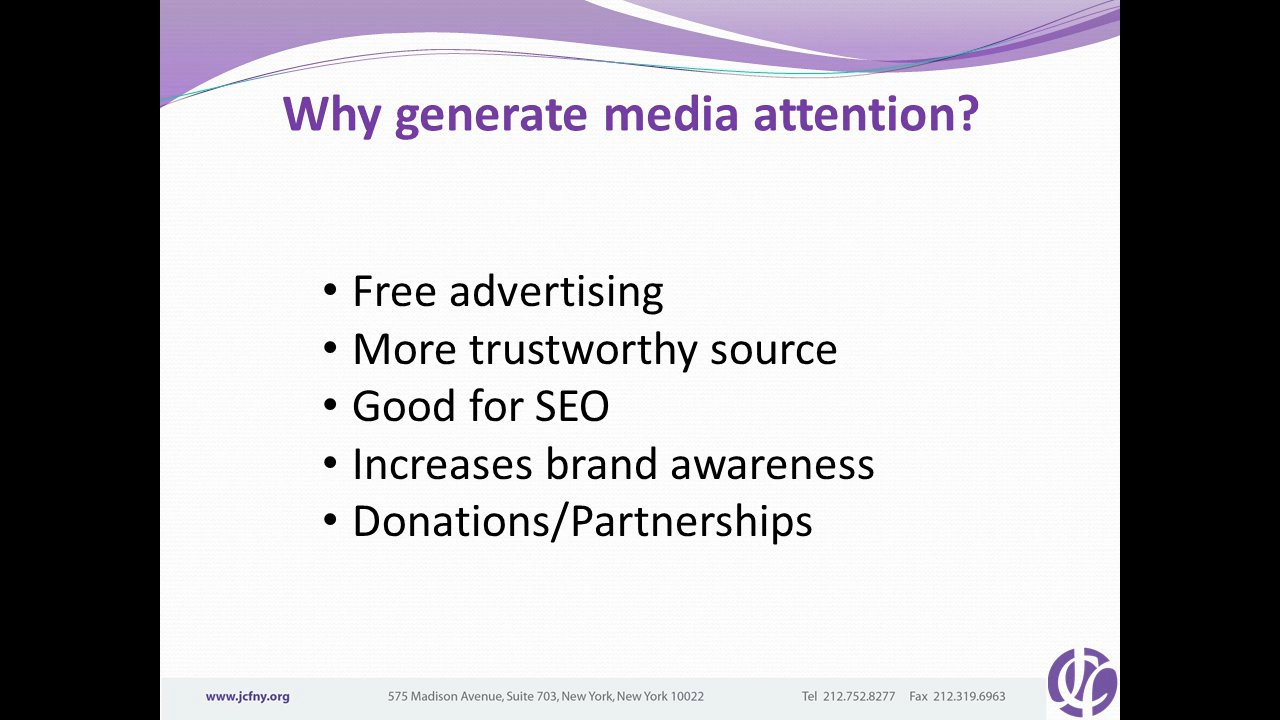 Why generate media attention?
• Free advertising
• More trustworthy source
• Good for SEO
• Increases brand awareness
• Donations/Partnerships
www.jcfny.org 575 Madison Avenue, Suite 703, New York, New York 10022 Tel 212.752.8277 Fax 212.319.6963